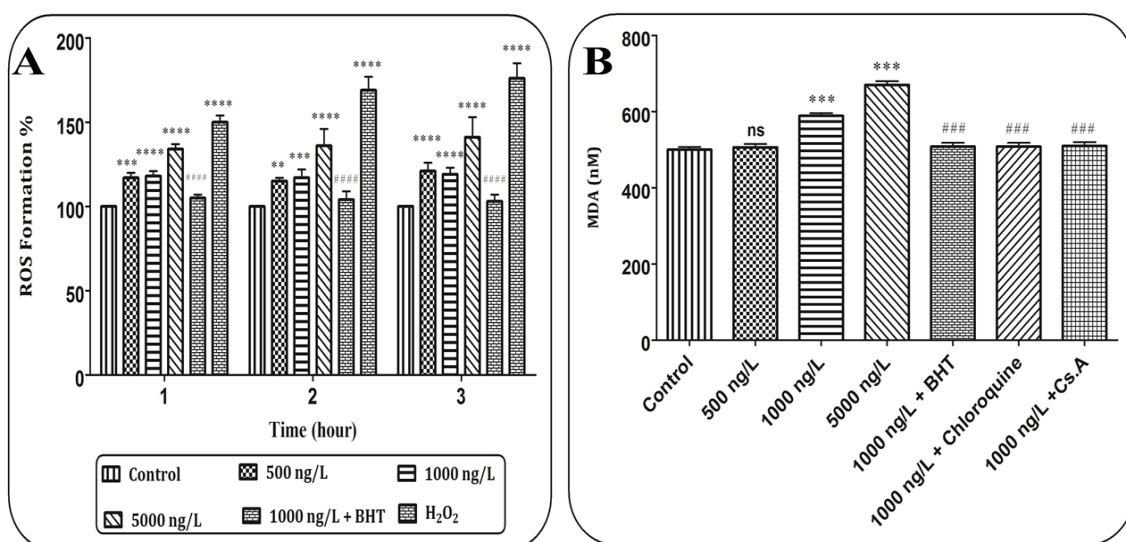 A
ROS Formation %
200
150
100
50
0
*** **** **** #### ****
** *** **** #### ****
**** **** **** #### ****
1 2 3
Time (hour)
Control 500 ng/L 1000 ng/L
5000 ng/L 1000 ng/L + BHT H₂O₂
B
MDA (nM)
800
600
400
200
0
ns *** *** ### ### ###
Control
500 ng/L
1000 ng/L
5000 ng/L
1000 ng/L + BHT
1000 ng/L + Chloroquine
1000 ng/L +Cs.A